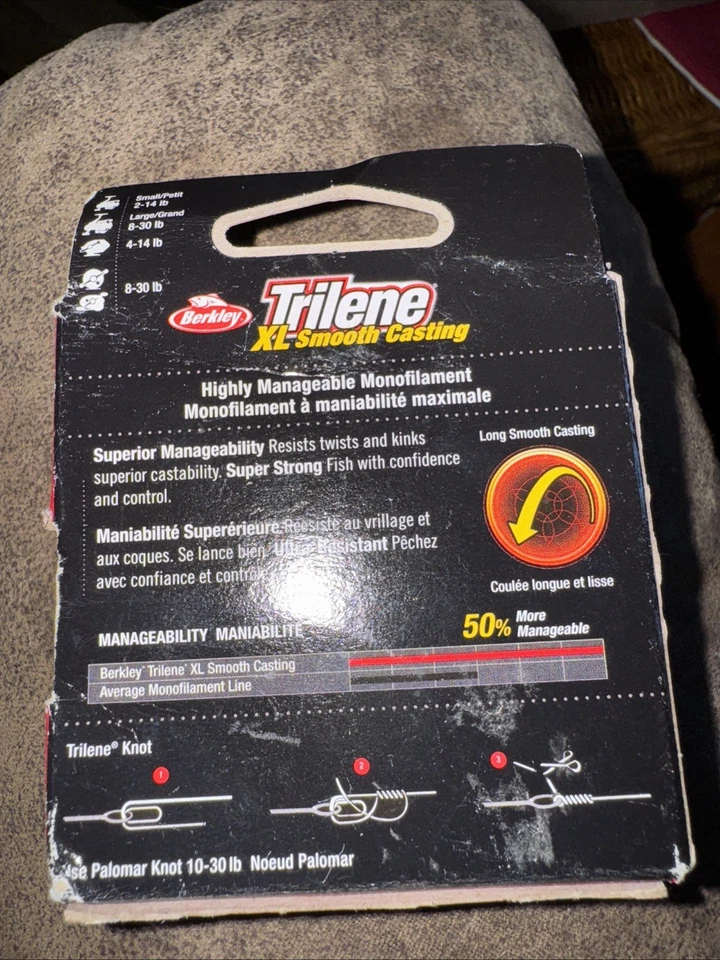 Small/Petit
2-14 lb
Large/Grand
8-30 lb
4-14 lb
8-30 lb
Berkley
Trilene
XL Smooth Casting
Highly Manageable Monofilament
Monofilament à maniabilité maximale
Superior Manageability Resists twists and kinks
superior castability. Super Strong Fish with confidence
and control.
Maniabilité Superérieure Réesiste au vrillage et
aux coques. Se lance bien. Ultra Résistant Pêchez
avec confiance et contrôle
Long Smooth Casting
Coulée longue et lisse
MANAGEABILITY MANIABILITÉ
50% More
Manageable
Berkley® Trilene® XL Smooth Casting
Average Monofilament Line
Trilene® Knot
1
2
3
Palomar Knot 10-30 lb Noeud Palomar